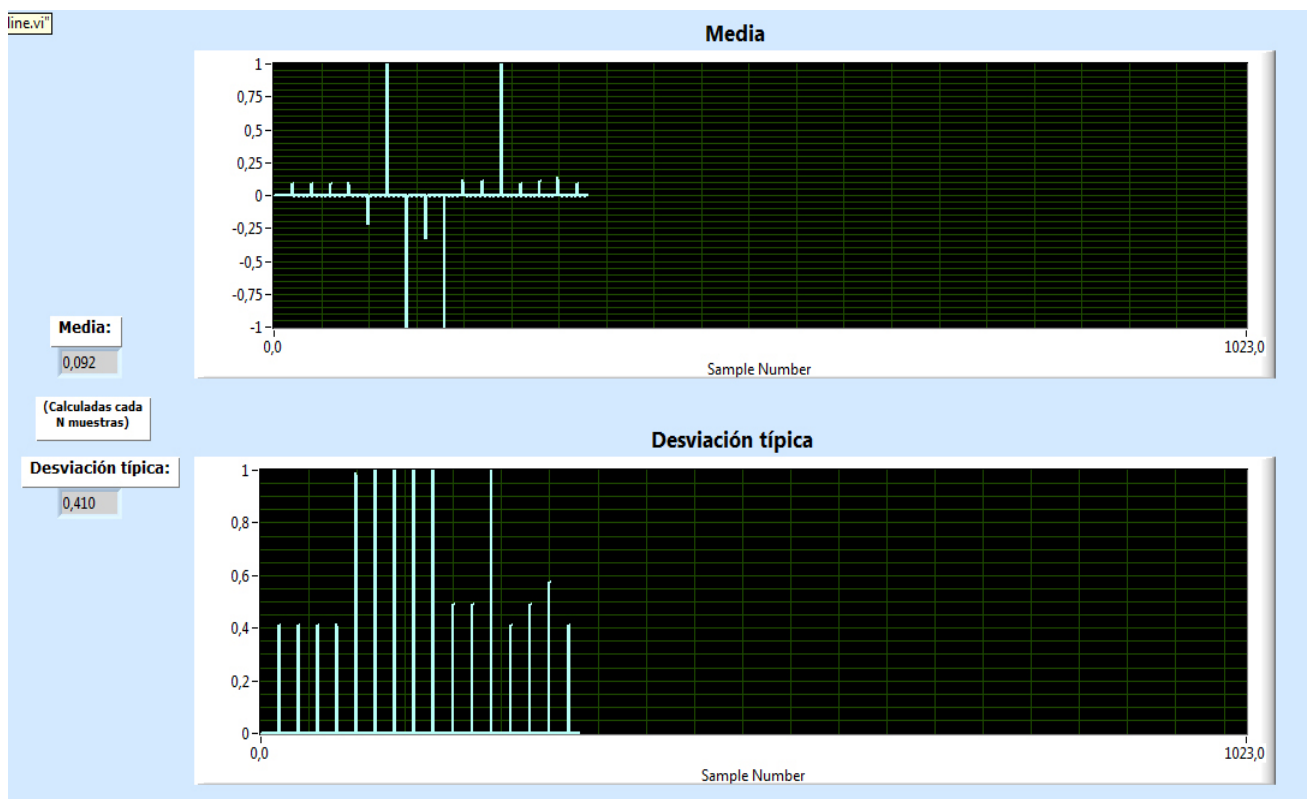 line.vi"
Media
1
0,75
0,5
0,25
0
-0,25
-0,5
-0,75
-1
0,0
1023,0
Sample Number
Media:
0,092
(Calculadas cada
N muestras)
Desviación típica:
0,410
Desviación típica
1
0,8
0,6
0,4
0,2
0
0,0
1023,0
Sample Number